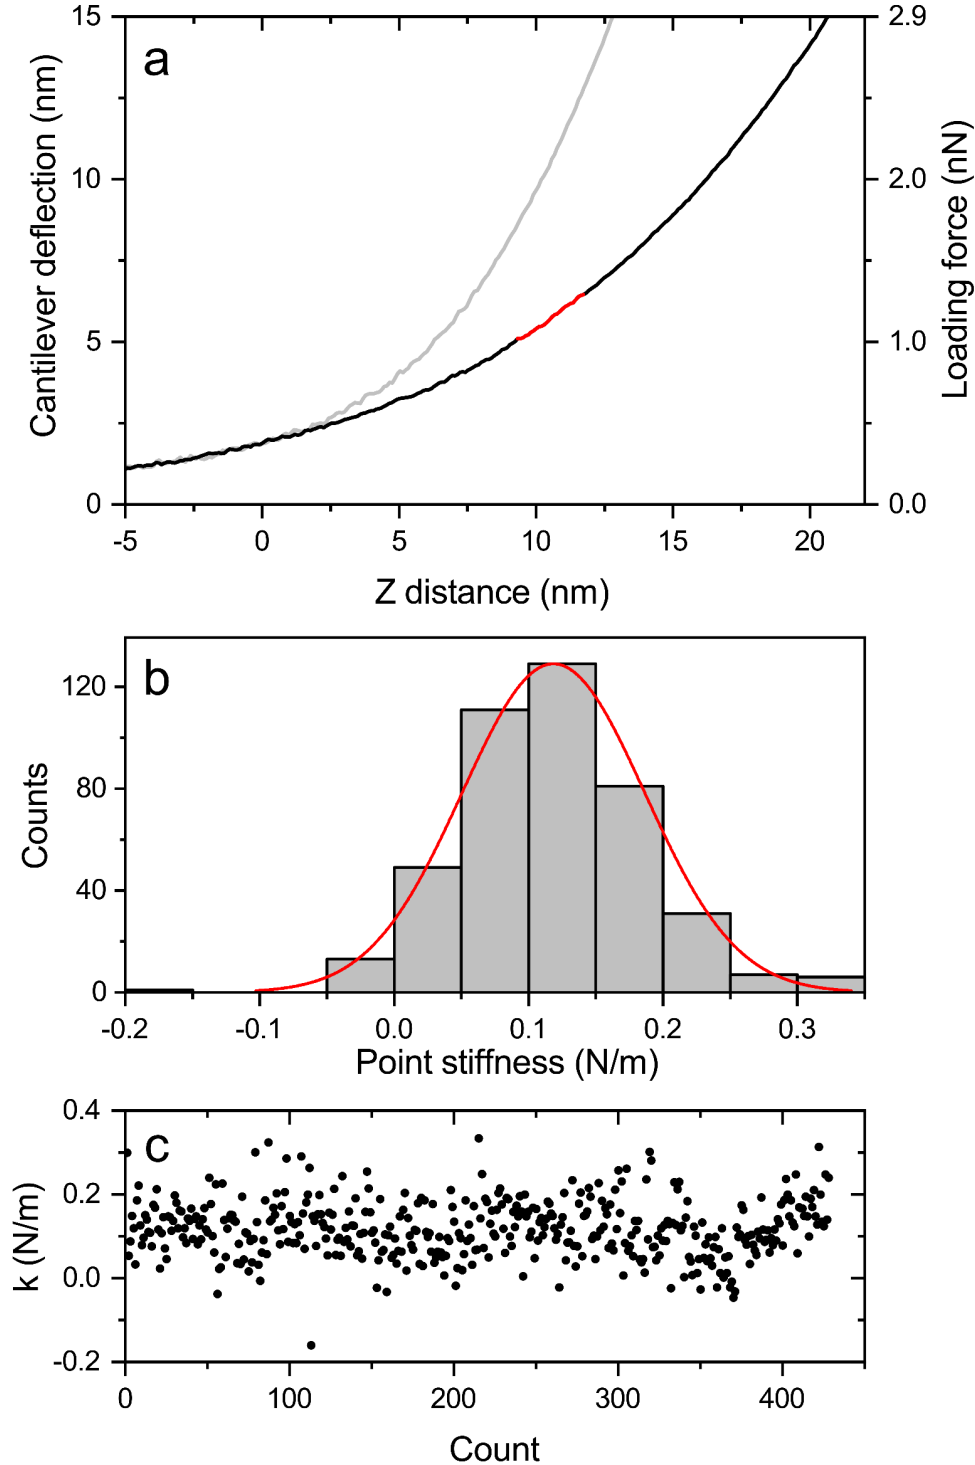 a
15
10
5
0
Cantilever deflection (nm)
2.9
2.0
1.0
0.0
Loading force (nN)
-5 0 5 10 15 20
Z distance (nm)
b
120
80
40
0
Counts
-0.2 -0.1 0.0 0.1 0.2 0.3
Point stiffness (N/m)
c
0.4
0.2
0.0
-0.2
k (N/m)
0 100 200 300 400
Count